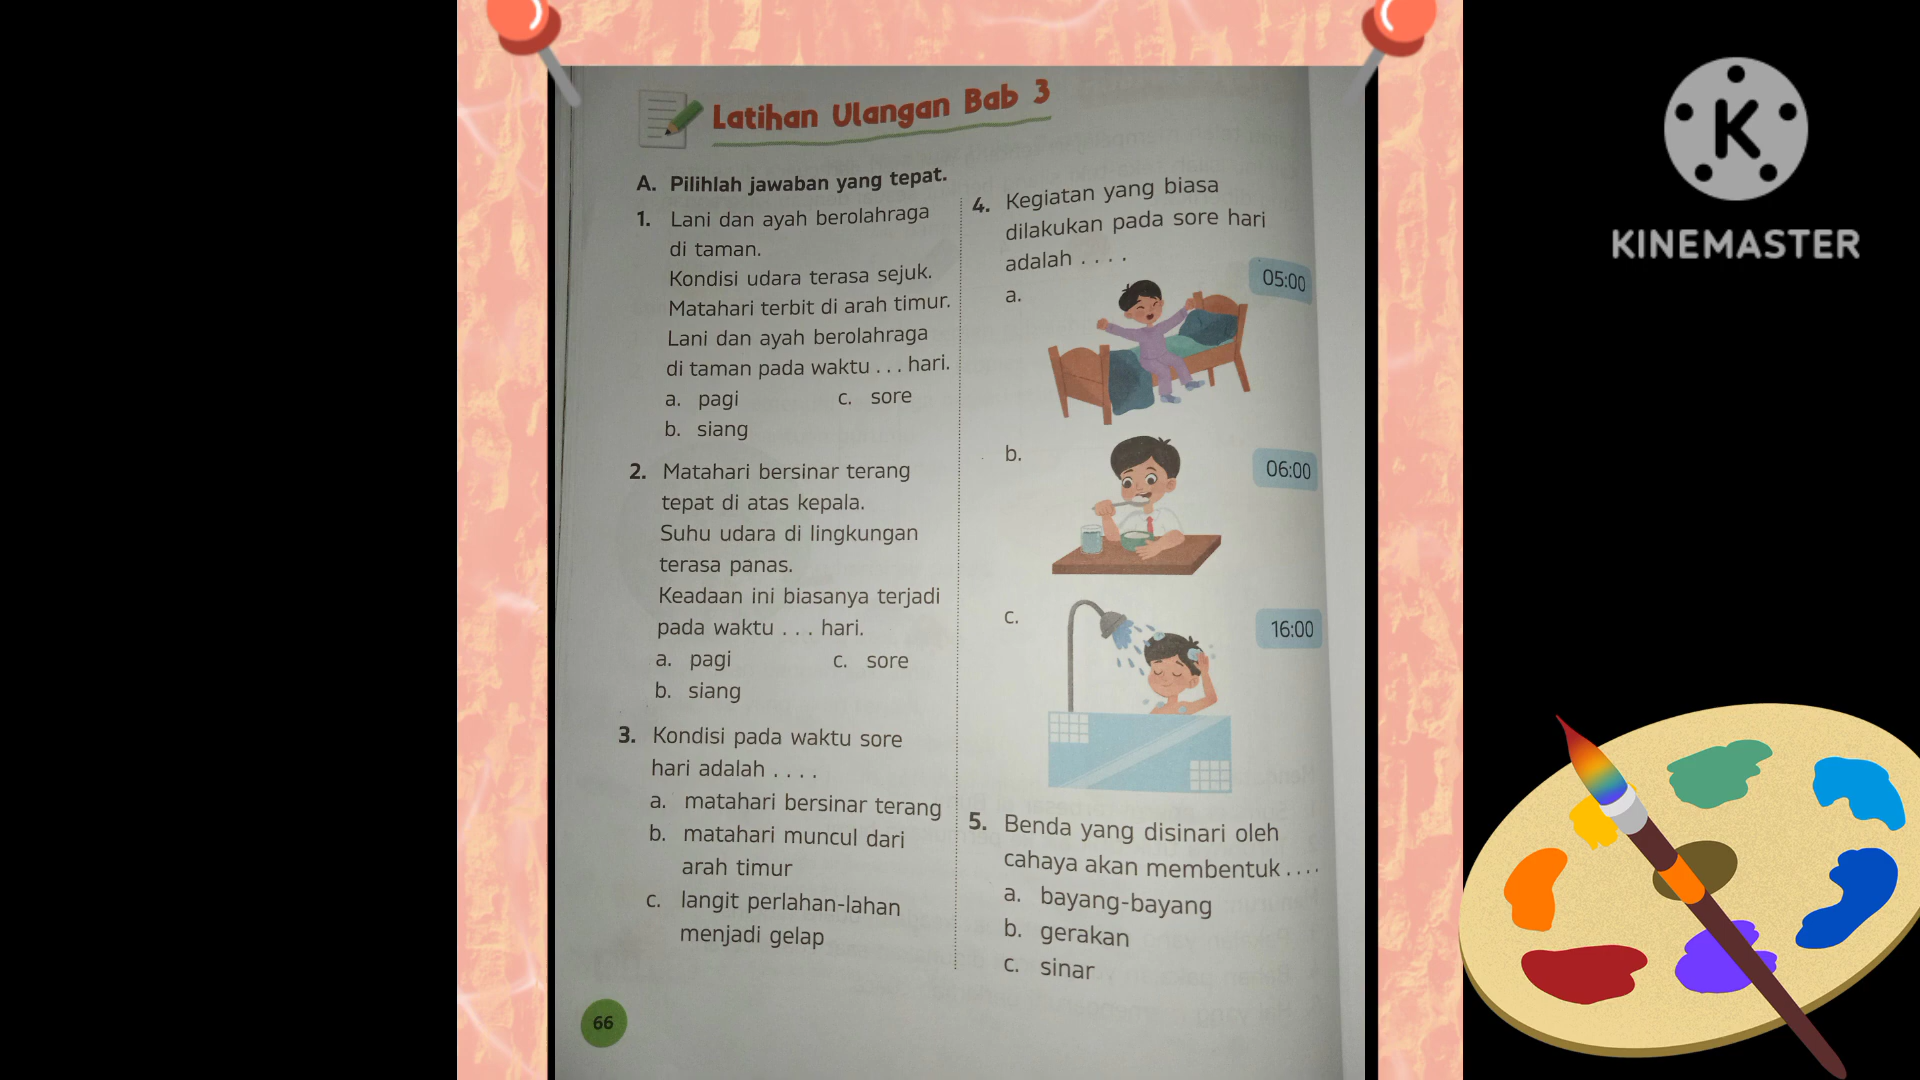 Latihan Ulangan Bab 3
A. Pilihlah jawaban yang tepat.
1. Lani dan ayah berolahraga
di taman.
Kondisi udara terasa sejuk.
Matahari terbit di arah timur.
Lani dan ayah berolahraga
di taman pada waktu . . . hari.
a. pagi c. sore
b. siang
2. Matahari bersinar terang
tepat di atas kepala.
Suhu udara di lingkungan
terasa panas.
Keadaan ini biasanya terjadi
pada waktu . . . hari.
a. pagi c. sore
b. siang
3. Kondisi pada waktu sore
hari adalah . . . .
a. matahari bersinar terang
b. matahari muncul dari
arah timur
c. langit perlahan-lahan
menjadi gelap
66
4. Kegiatan yang biasa
dilakukan pada sore hari
adalah . . . .
a. 05:00
b. 06:00
c. 16:00
5. Benda yang disinari oleh
cahaya akan membentuk . . . .
a. bayang-bayang
b. gerakan
c. sinar
K
KINEMASTER